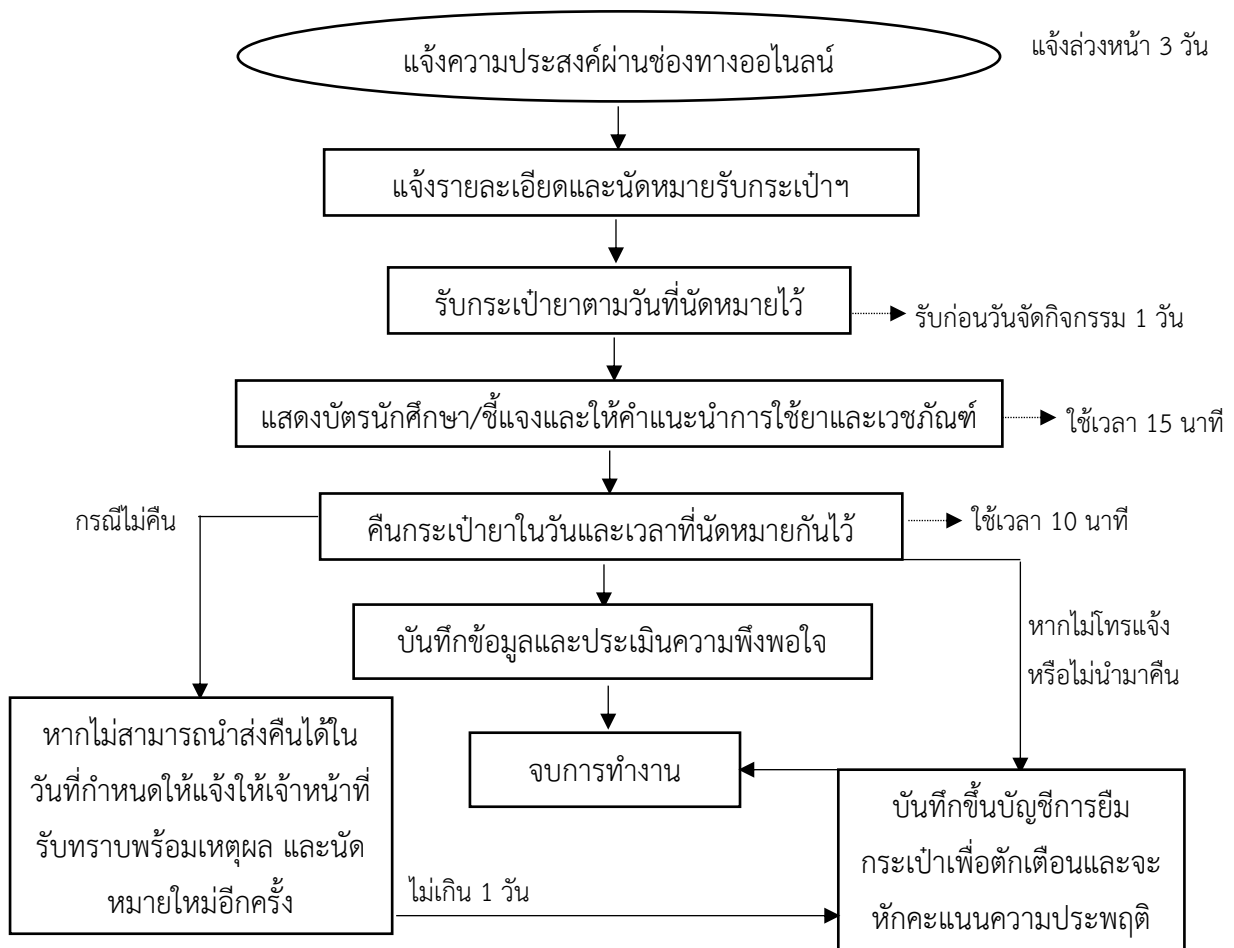 แจ้งความประสงค์ผ่านช่องทางออไนลน์
แจ้งล่วงหน้า 3 วัน
แจ้งรายละเอียดและนัดหมายรับกระเป๋าฯ
รับกระเป๋ายาตามวันที่นัดหมายไว้
รับก่อนวันจัดกิจกรรม 1 วัน
แสดงบัตรนักศึกษา/ชี้แจงและให้คำแนะนำการใช้ยาและเวชภัณฑ์
ใช้เวลา 15 นาที
กรณีไม่คืน
คืนกระเป๋ายาในวันและเวลาที่นัดหมายกันไว้
ใช้เวลา 10 นาที
บันทึกข้อมูลและประเมินความพึงพอใจ
หากไม่โทรแจ้ง
หรือไม่นำมาคืน
หากไม่สามารถนำส่งคืนได้ใน
วันที่กำหนดให้แจ้งให้เจ้าหน้าที่
รับทราบพร้อมเหตุผล และนัด
หมายใหม่อีกครั้ง
จบการทำงาน
ไม่เกิน 1 วัน
บันทึกขึ้นบัญชีการยืม
กระเป๋าเพื่อตักเตือนและจะ
หักคะแนนความประพฤติ